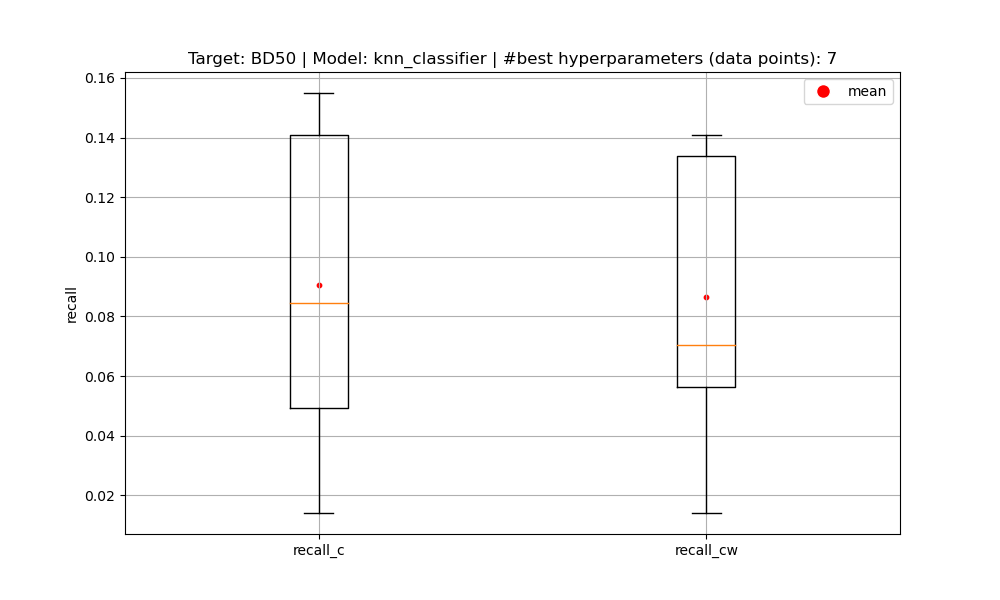 Target: BD50 | Model: knn_classifier | #best hyperparameters (data points): 7
mean
0.16
0.14
0.12
0.10
0.08
0.06
0.04
0.02
recall
recall_c
recall_cw